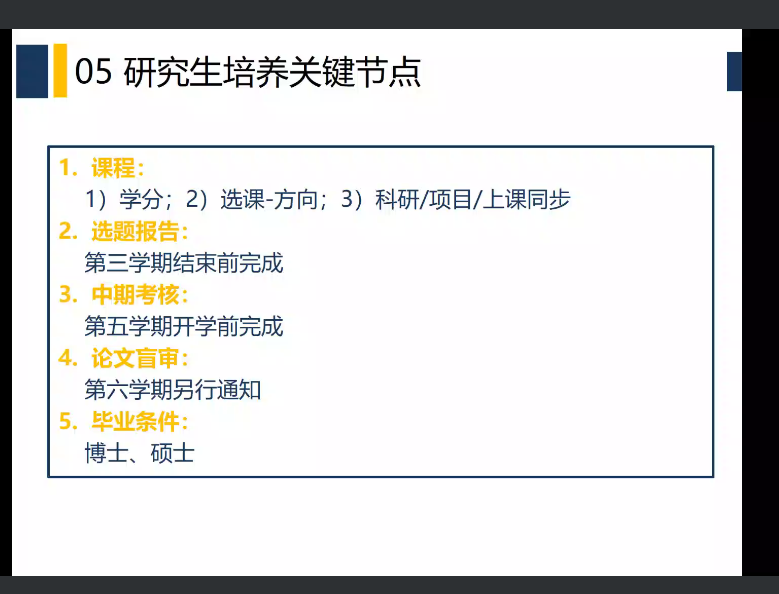 05 研究生培养关键节点
1. 课程：
1）学分；2）选课-方向；3）科研/项目/上课同步
2. 选题报告：
第三学期结束前完成
3. 中期考核：
第五学期开学前完成
4. 论文盲审：
第六学期另行通知
5. 毕业条件：
博士、硕士